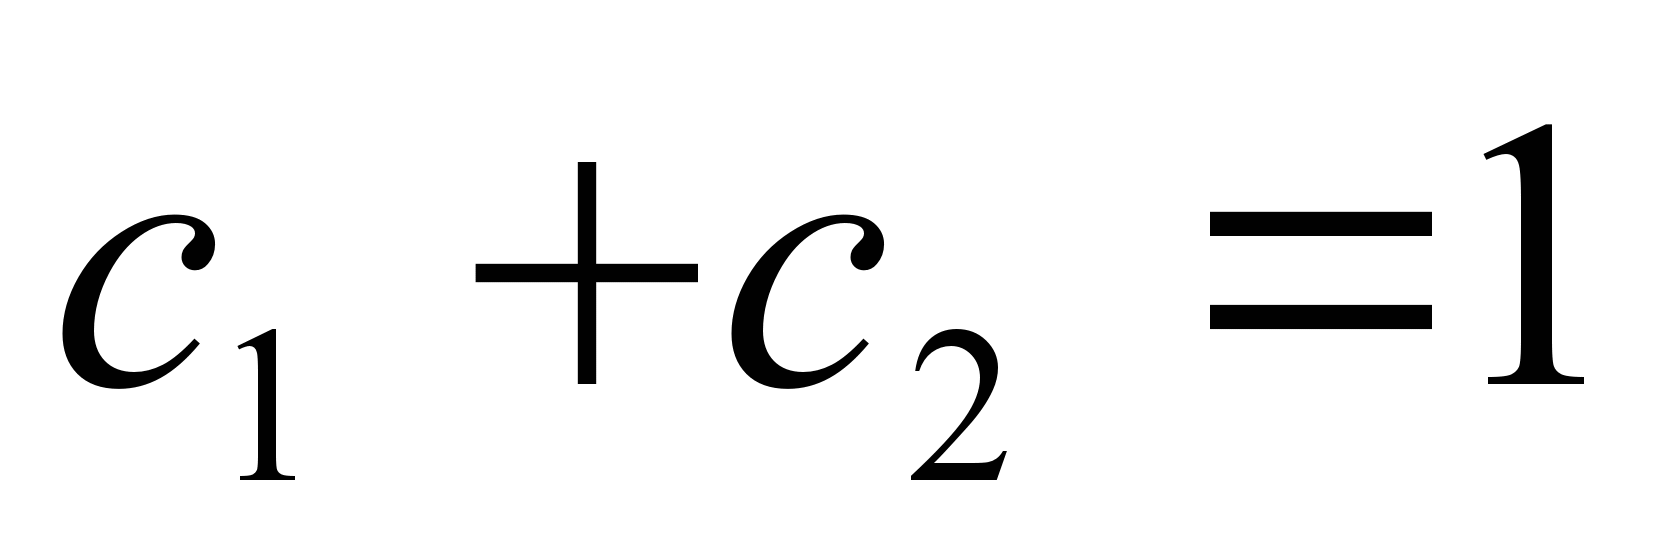 c₁ + c₂ = 1